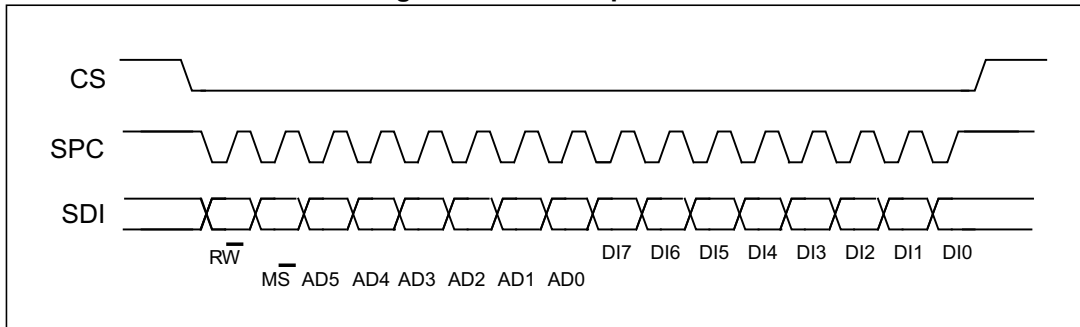 CS
SPC
SDI
RW DI7 DI6 DI5 DI4 DI3 DI2 DI1 DI0
MS AD5 AD4 AD3 AD2 AD1 AD0